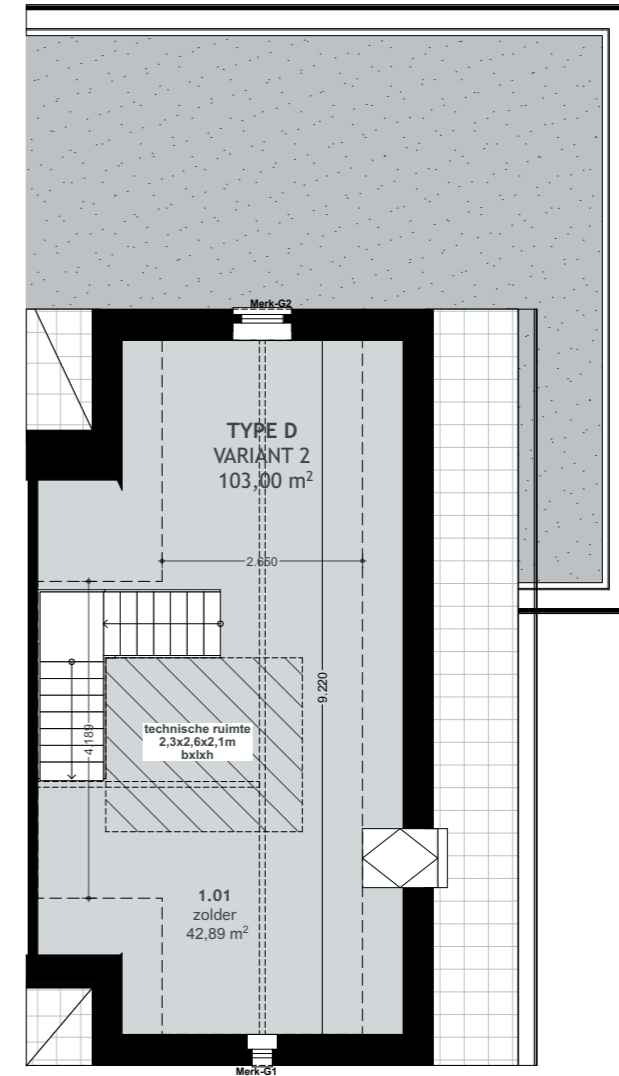 Merk-G2
TYPE D
VARIANT 2
103,00 m²
2.650
9.220
technische ruimte
2,3x2,6x2,1m
bxlxh
4.189
1.01
zolder
42,89 m²
Merk-G1